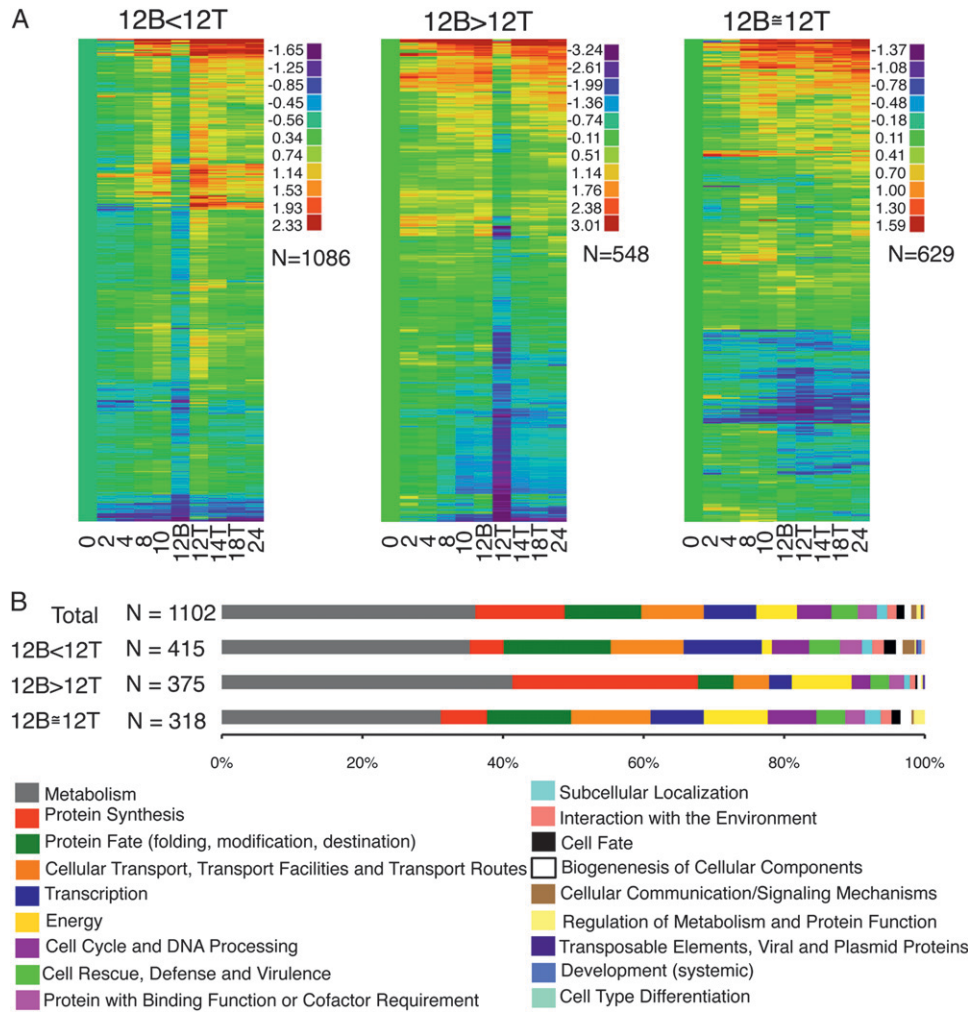 A
12B<12T
12B>12T
12B≅12T
-1.65
-1.25
-0.85
-0.45
-0.56
0.34
0.74
1.14
1.53
1.93
2.33
N=1086
-3.24
-2.61
-1.99
-1.36
-0.74
-0.11
0.51
1.14
1.76
2.38
3.01
N=548
-1.37
-1.08
-0.78
-0.48
-0.18
0.11
0.41
0.70
1.00
1.30
1.59
N=629
0 2 4 8 10 12B 12T 14T 18T 24
0 2 4 8 10 12B 12T 14T 18T 24
0 2 4 8 10 12B 12T 14T 18T 24
B
Total N = 1102
12B<12T N = 415
12B>12T N = 375
12B≅12T N = 318
0% 20% 40% 60% 80% 100%
Metabolism
Protein Synthesis
Protein Fate (folding, modification, destination)
Cellular Transport, Transport Facilities and Transport Routes
Transcription
Energy
Cell Cycle and DNA Processing
Cell Rescue, Defense and Virulence
Protein with Binding Function or Cofactor Requirement
Subcellular Localization
Interaction with the Environment
Cell Fate
Biogenenesis of Cellular Components
Cellular Communication/Signaling Mechanisms
Regulation of Metabolism and Protein Function
Transposable Elements, Viral and Plasmid Proteins
Development (systemic)
Cell Type Differentiation